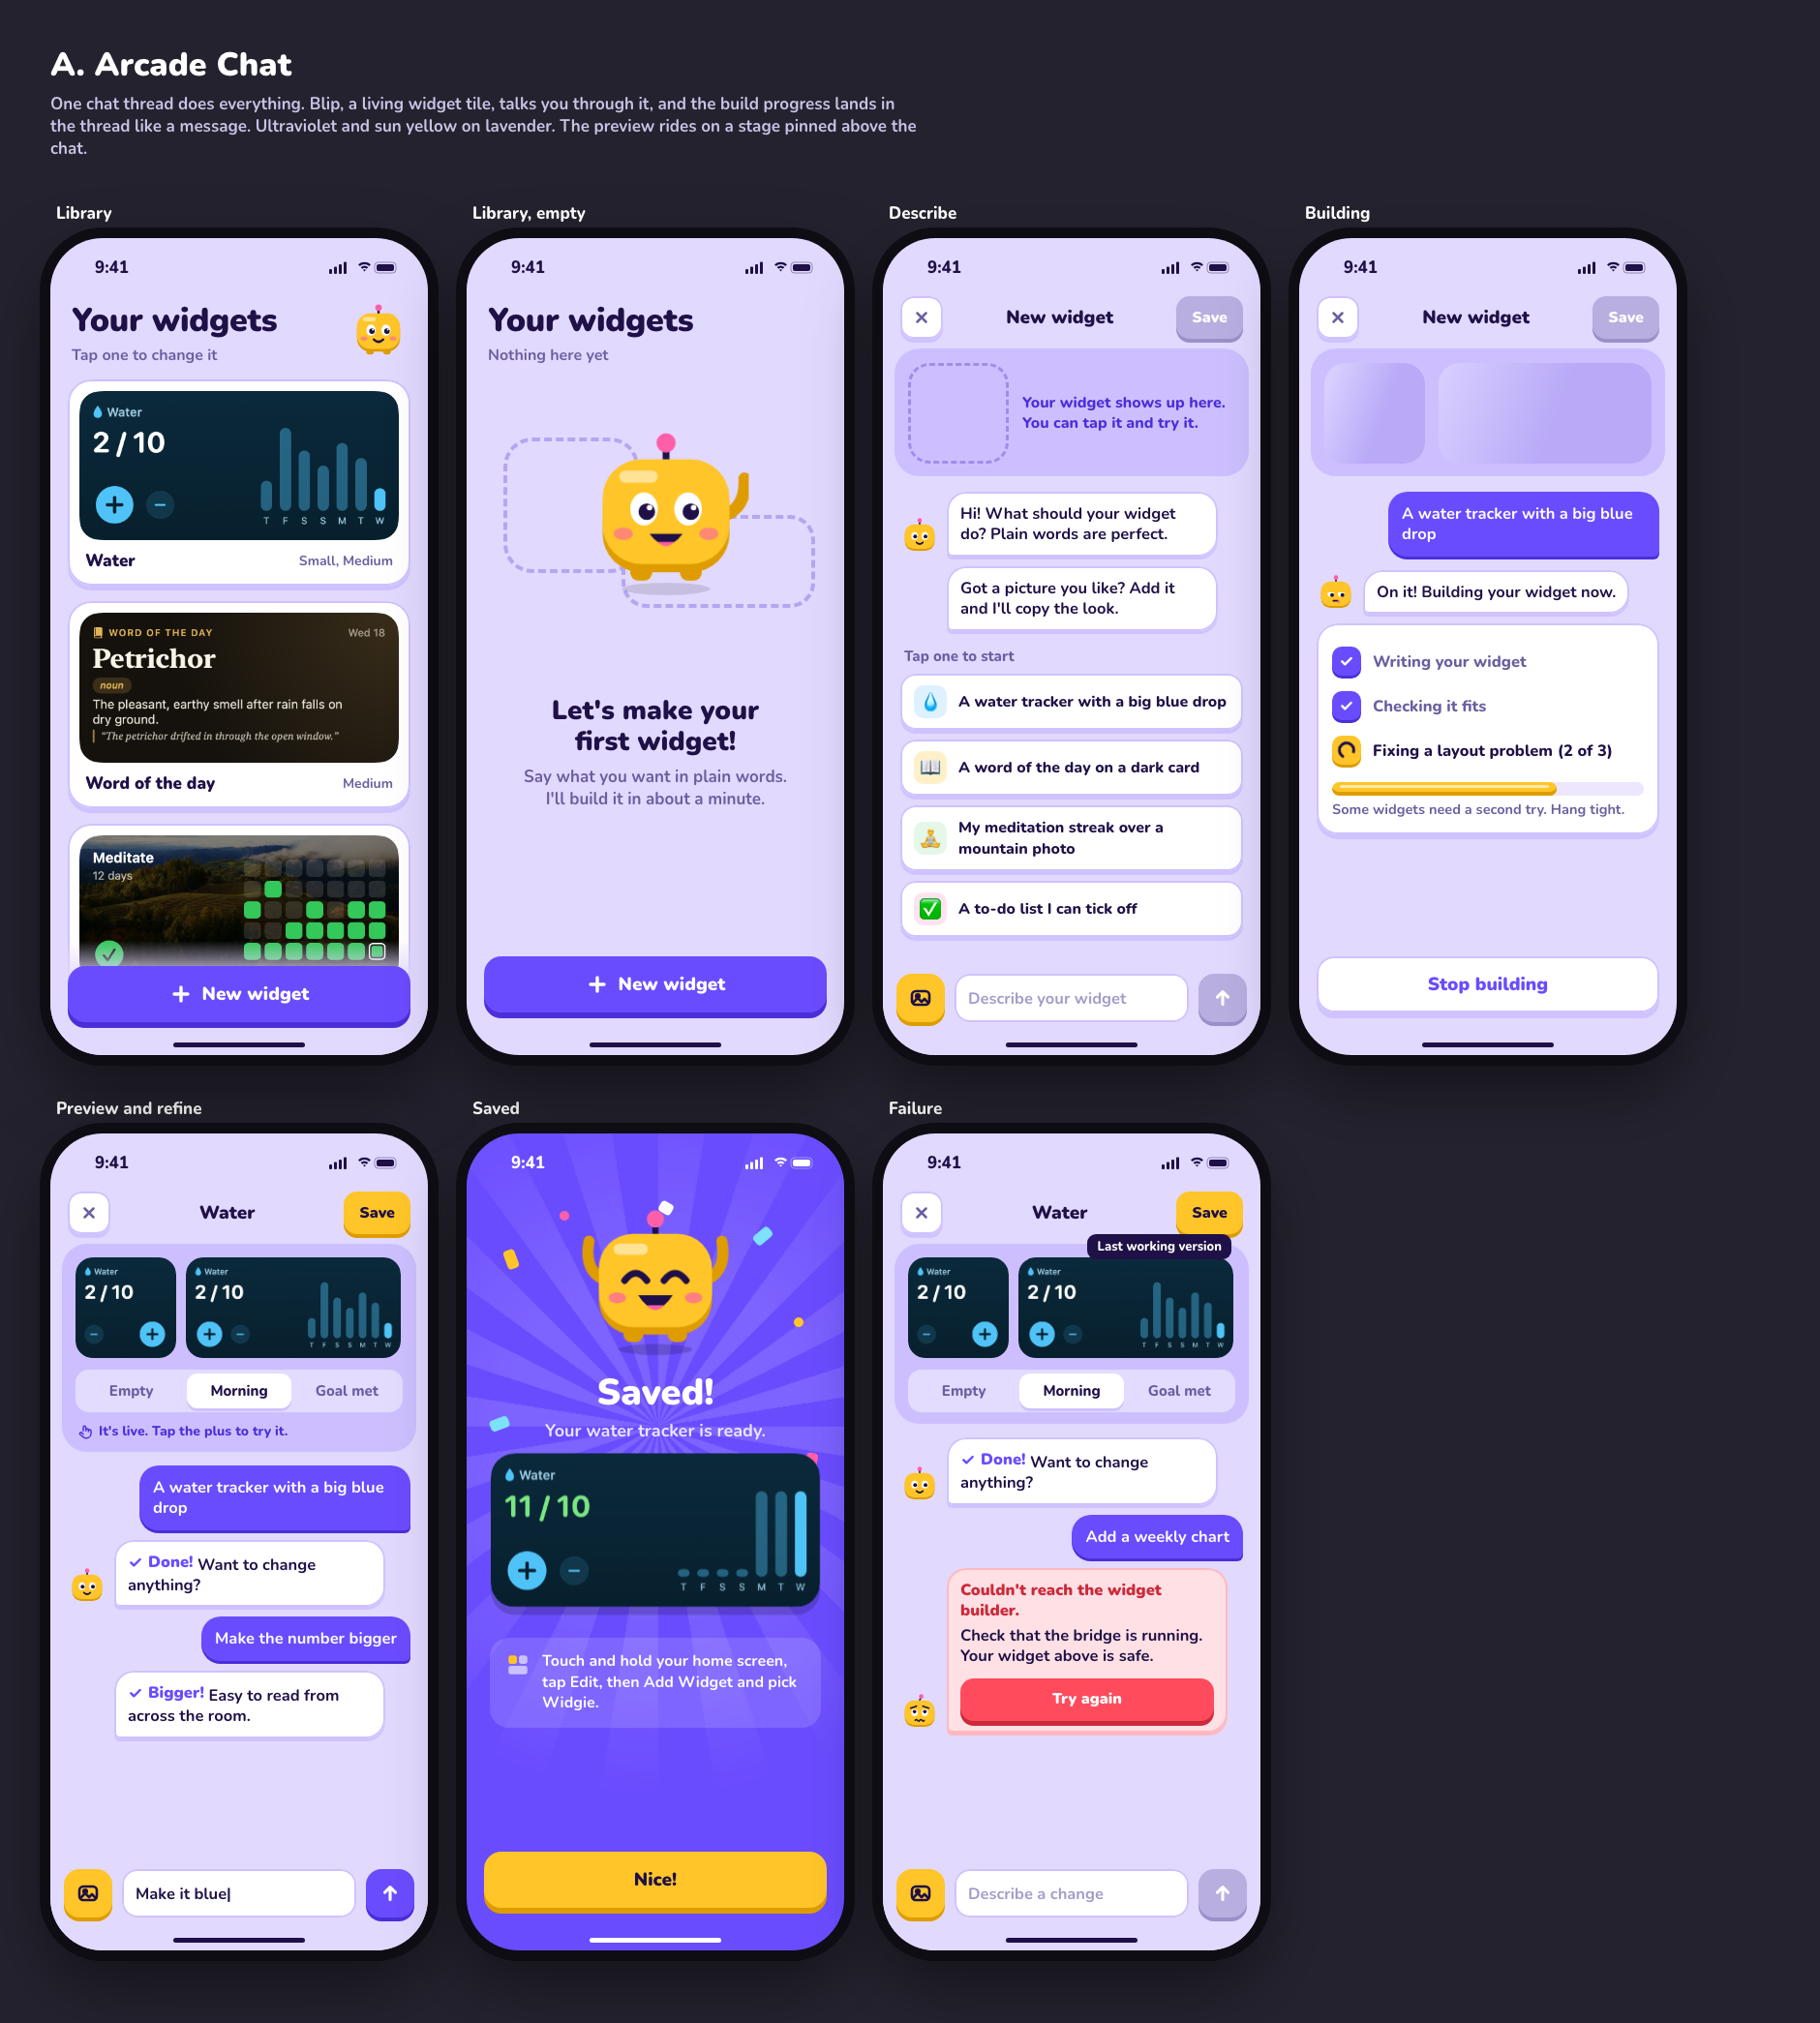 A. Arcade Chat
One chat thread does everything. Blip, a living widget tile, talks you through it, and the build progress lands in
the thread like a message. Ultraviolet and sun yellow on lavender. The preview rides on a stage pinned above the
chat.
Library
9:41
Your widgets
Tap one to change it
Water
2 / 10
T F S S M T W
Water
Small, Medium
WORD OF THE DAY
Wed 18
Petrichor
noun
The pleasant, earthy smell after rain falls on
dry ground.
“The petrichor drifted in through the open window.”
Word of the day
Medium
Meditate
12 days
New widget
Library, empty
9:41
Your widgets
Nothing here yet
Let's make your
first widget!
Say what you want in plain words.
I'll build it in about a minute.
New widget
Describe
9:41
New widget
Save
Your widget shows up here.
You can tap it and try it.
Hi! What should your widget
do? Plain words are perfect.
Got a picture you like? Add it
and I'll copy the look.
Tap one to start
A water tracker with a big blue drop
A word of the day on a dark card
My meditation streak over a
mountain photo
A to-do list I can tick off
Describe your widget
Building
9:41
New widget
Save
A water tracker with a big blue
drop
On it! Building your widget now.
Writing your widget
Checking it fits
Fixing a layout problem (2 of 3)
Some widgets need a second try. Hang tight.
Stop building
Preview and refine
9:41
Water
Save
Water
2 / 10
Water
2 / 10
T F S S M T W
Empty
Morning
Goal met
It's live. Tap the plus to try it.
A water tracker with a big blue
drop
Done! Want to change
anything?
Make the number bigger
Bigger! Easy to read from
across the room.
Make it blue
Saved
9:41
Saved!
Your water tracker is ready.
Water
11 / 10
T F S S M T W
Touch and hold your home screen,
tap Edit, then Add Widget and pick
Widgie.
Nice!
Failure
9:41
Water
Save
Last working version
Water
2 / 10
Water
2 / 10
T F S S M T W
Empty
Morning
Goal met
Done! Want to change
anything?
Add a weekly chart
Couldn't reach the widget
builder.
Check that the bridge is running.
Your widget above is safe.
Try again
Describe a change